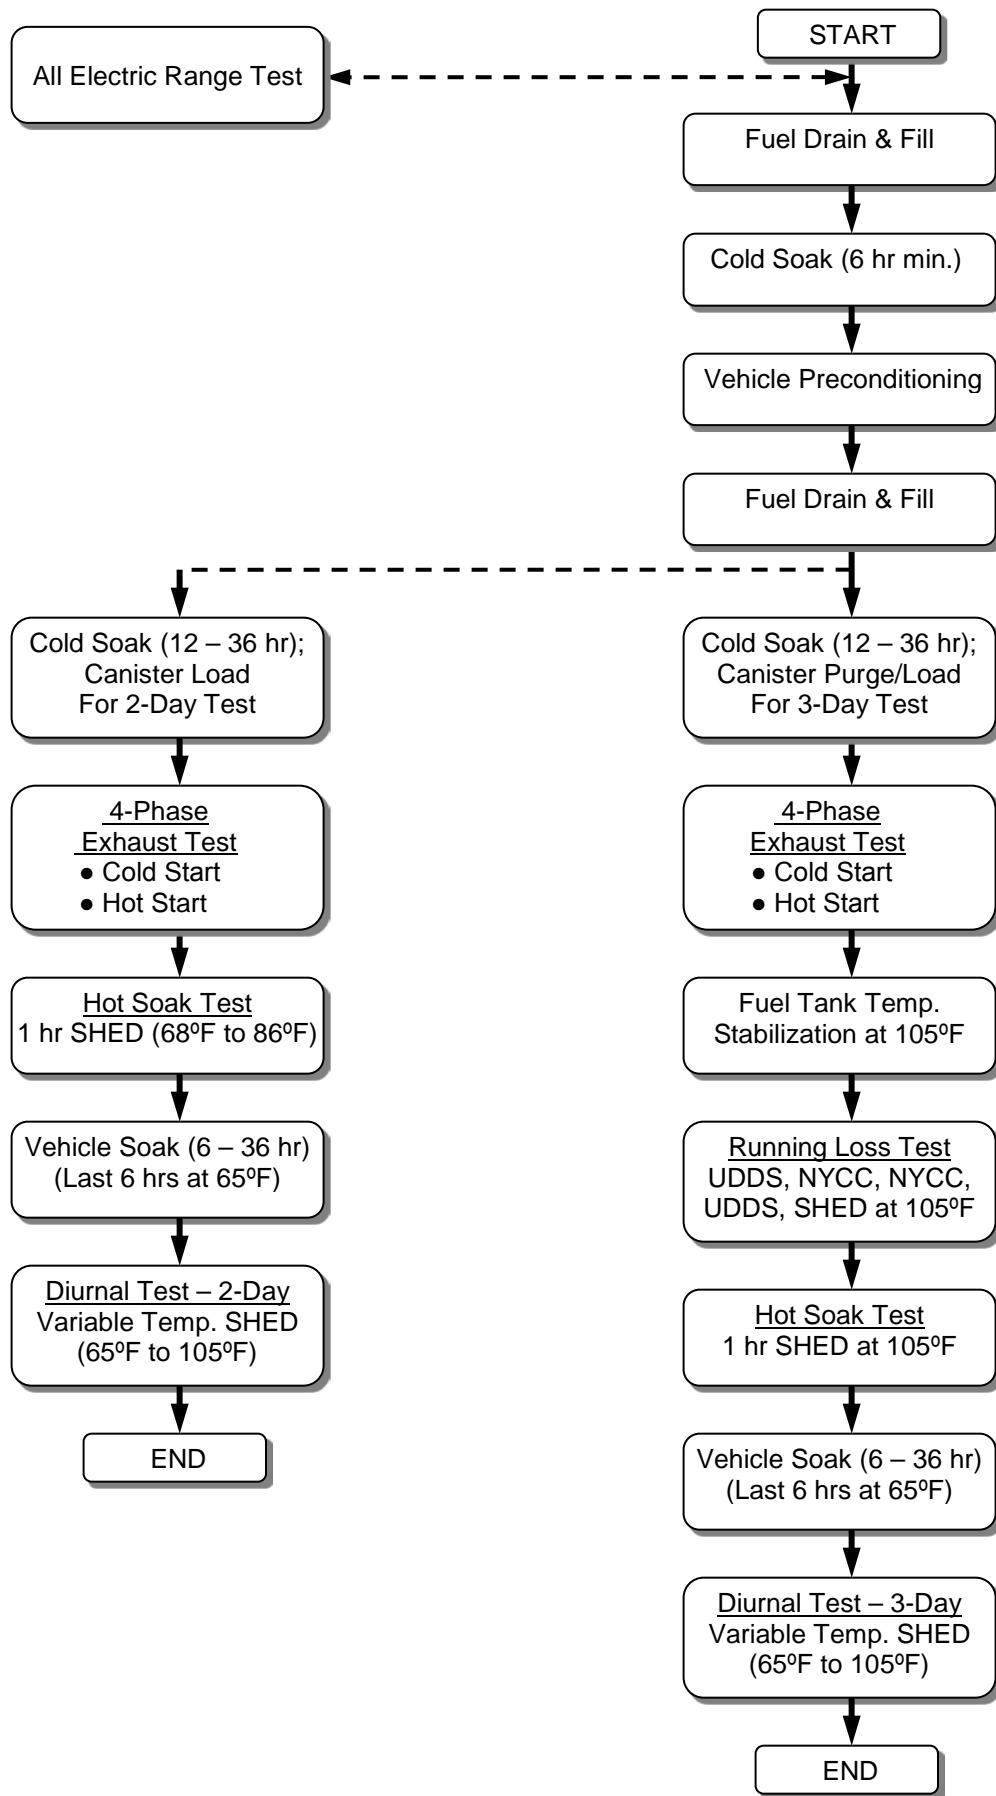 START
All Electric Range Test
Fuel Drain & Fill
Cold Soak (6 hr min.)
Vehicle Preconditioning
Fuel Drain & Fill
Cold Soak (12 – 36 hr);
Canister Load
For 2-Day Test
4-Phase
Exhaust Test
● Cold Start
● Hot Start
Hot Soak Test
1 hr SHED (68ºF to 86ºF)
Vehicle Soak (6 – 36 hr)
(Last 6 hrs at 65ºF)
Diurnal Test – 2-Day
Variable Temp. SHED
(65ºF to 105ºF)
END
Cold Soak (12 – 36 hr);
Canister Purge/Load
For 3-Day Test
4-Phase
Exhaust Test
● Cold Start
● Hot Start
Fuel Tank Temp.
Stabilization at 105ºF
Running Loss Test
UDDS, NYCC, NYCC,
UDDS, SHED at 105ºF
Hot Soak Test
1 hr SHED at 105ºF
Vehicle Soak (6 – 36 hr)
(Last 6 hrs at 65ºF)
Diurnal Test – 3-Day
Variable Temp. SHED
(65ºF to 105ºF)
END